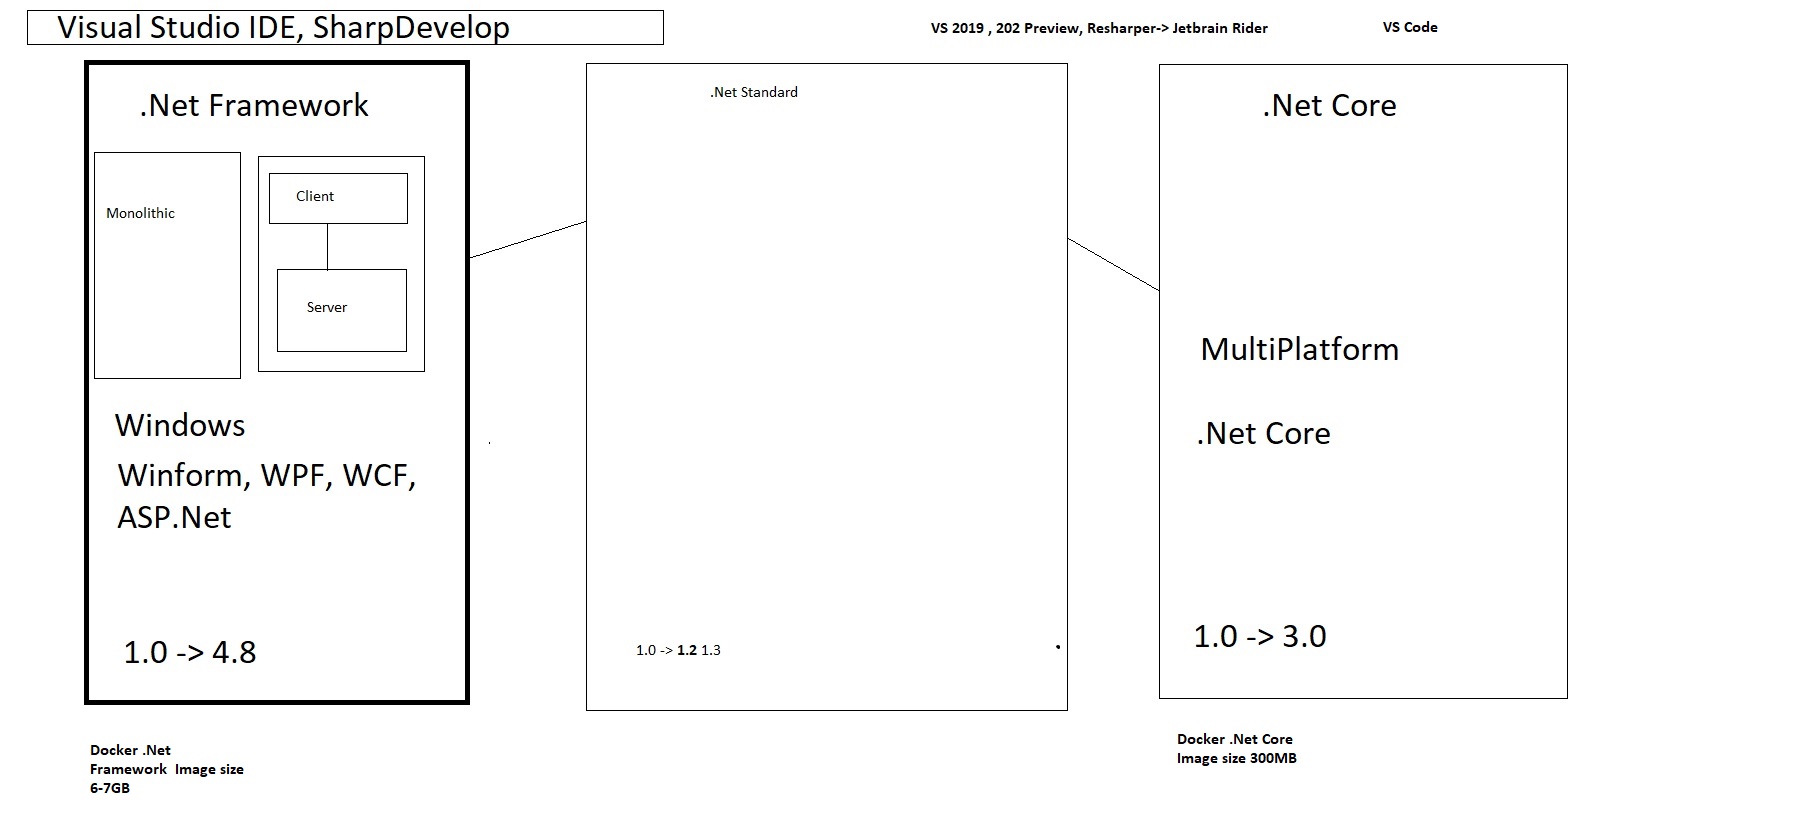 Visual Studio IDE, SharpDevelop
VS 2019 , 202 Preview, Resharper-> Jetbrain Rider
VS Code
.Net Framework
Monolithic
Client
Server
Windows
Winform, WPF, WCF,
ASP.Net
1.0 -> 4.8
Docker .Net
Framework  Image size
6-7GB
.Net Standard
1.0 -> 1.2 1.3
.Net Core
MultiPlatform
.Net Core
1.0 -> 3.0
Docker .Net Core
Image size 300MB